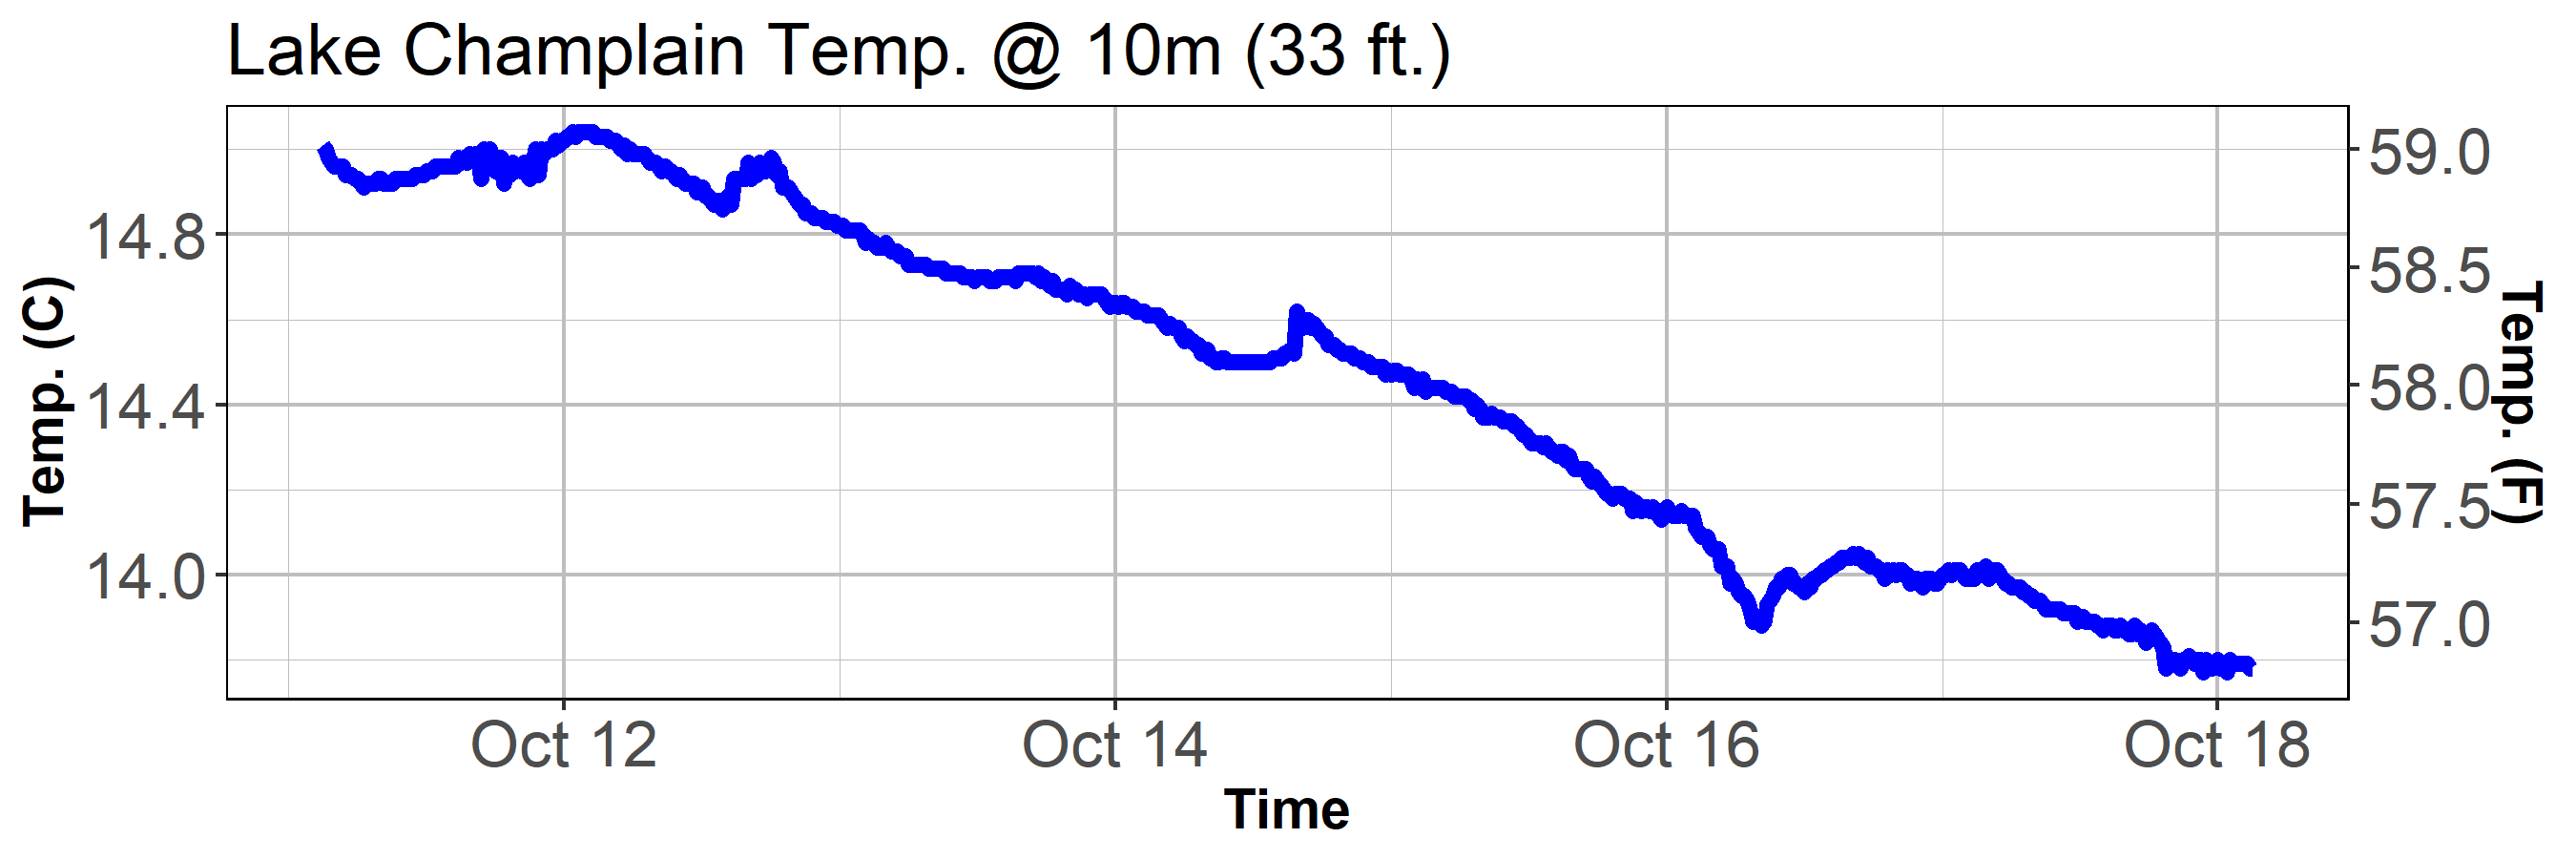 Lake Champlain Temp. @ 10m (33 ft.)
Temp. (C)
14.8
14.4
14.0
59.0
58.5
58.0
57.5
57.0
Temp. (F)
Oct 12
Oct 14
Oct 16
Oct 18
Time